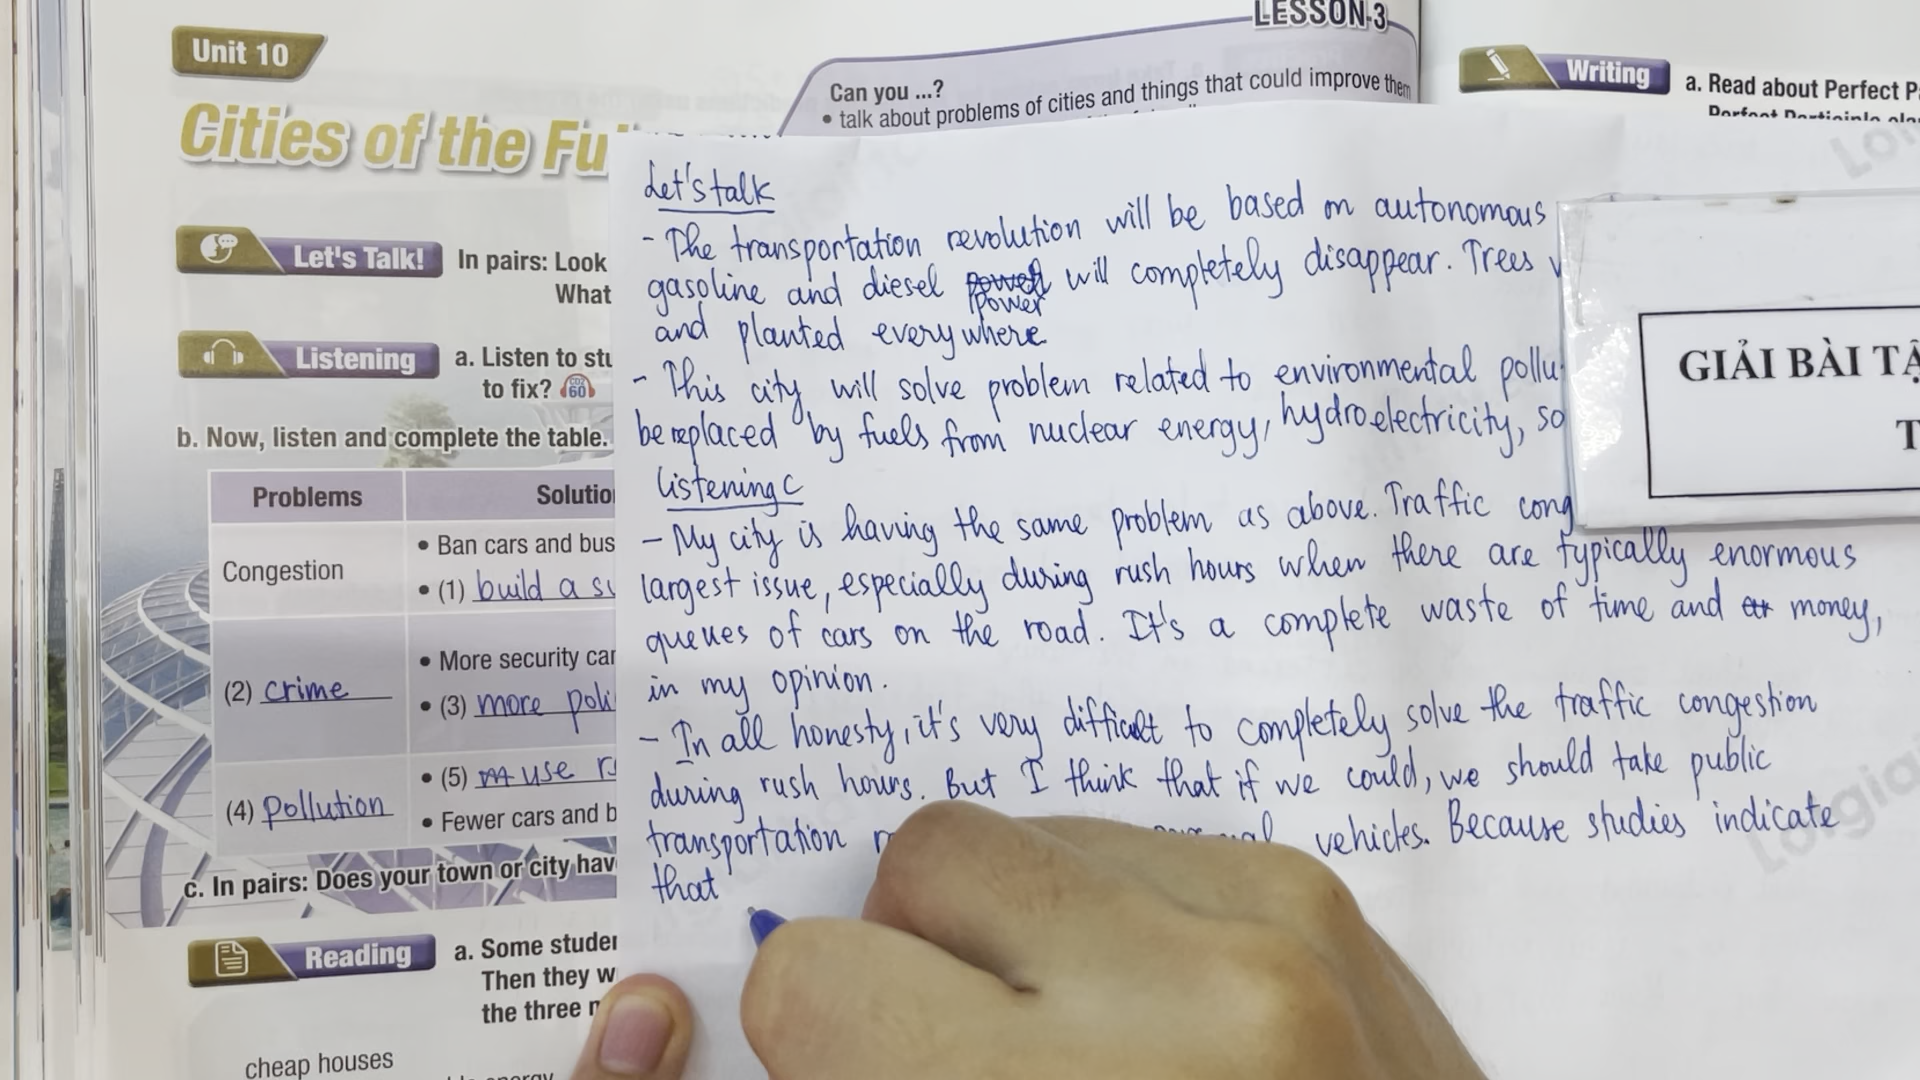 LESSON 3
Unit 10
Cities of the Fu
Can you ...?
• talk about problems of cities and things that could improve them
Let's Talk!
In pairs: Look
What
Listening
a. Listen to stu
to fix?
60
b. Now, listen and complete the table.
Problems
Solutio
Congestion
• Ban cars and bus
• (1) build a su
(2) crime
• More security car
• (3) more poli
(4) pollution
• (5) use r
• Fewer cars and b
c. In pairs: Does your town or city hav
Reading
a. Some studen
Then they w
the three
cheap houses
energy
Let's talk
- The transportation revolution will be based on autonomous
gasoline and diesel power will completely disappear. Trees
and planted everywhere
- This city will solve problem related to environmental pollu
be replaced by fuels from nuclear energy, hydroelectricity, so
Listening c
- My city is having the same problem as above. Traffic cong
largest issue, especially during rush hours when there are typically enormous
queues of cars on the road. It's a complete waste of time and money,
in my opinion.
- In all honesty, it's very difficult to completely solve the traffic congestion
during rush hours. But I think that if we could, we should take public
transportation vehicles. Because studies indicate
that
Writing
a. Read about Perfect P
GIẢI BÀI TẬ
T